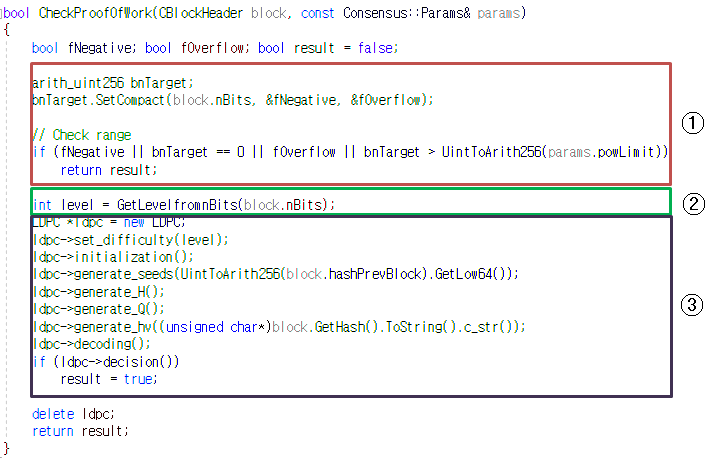 bool CheckProofOfWork(CBlockHeader block, const Consensus::Params& params)
{
bool fNegative; bool fOverflow; bool result = false;
arith_uint256 bnTarget;
bnTarget.SetCompact(block.nBits, &fNegative, &fOverflow);
①
// Check range
if (fNegative || bnTarget == 0 || fOverflow || bnTarget > UintToArith256(params.powLimit))
return result;
int level = GetLevelfromnBits(block.nBits);
②
LDPC *ldpc = new LDPC;
ldpc->set_difficulty(level);
ldpc->initialization();
ldpc->generate_seeds(UintToArith256(block.hashPrevBlock).GetLow64());
ldpc->generate_H();
ldpc->generate_Q();
③
ldpc->generate_hv((unsigned char*)block.GetHash().ToString().c_str());
ldpc->decoding();
if (ldpc->decision())
result = true;
delete ldpc;
return result;
}